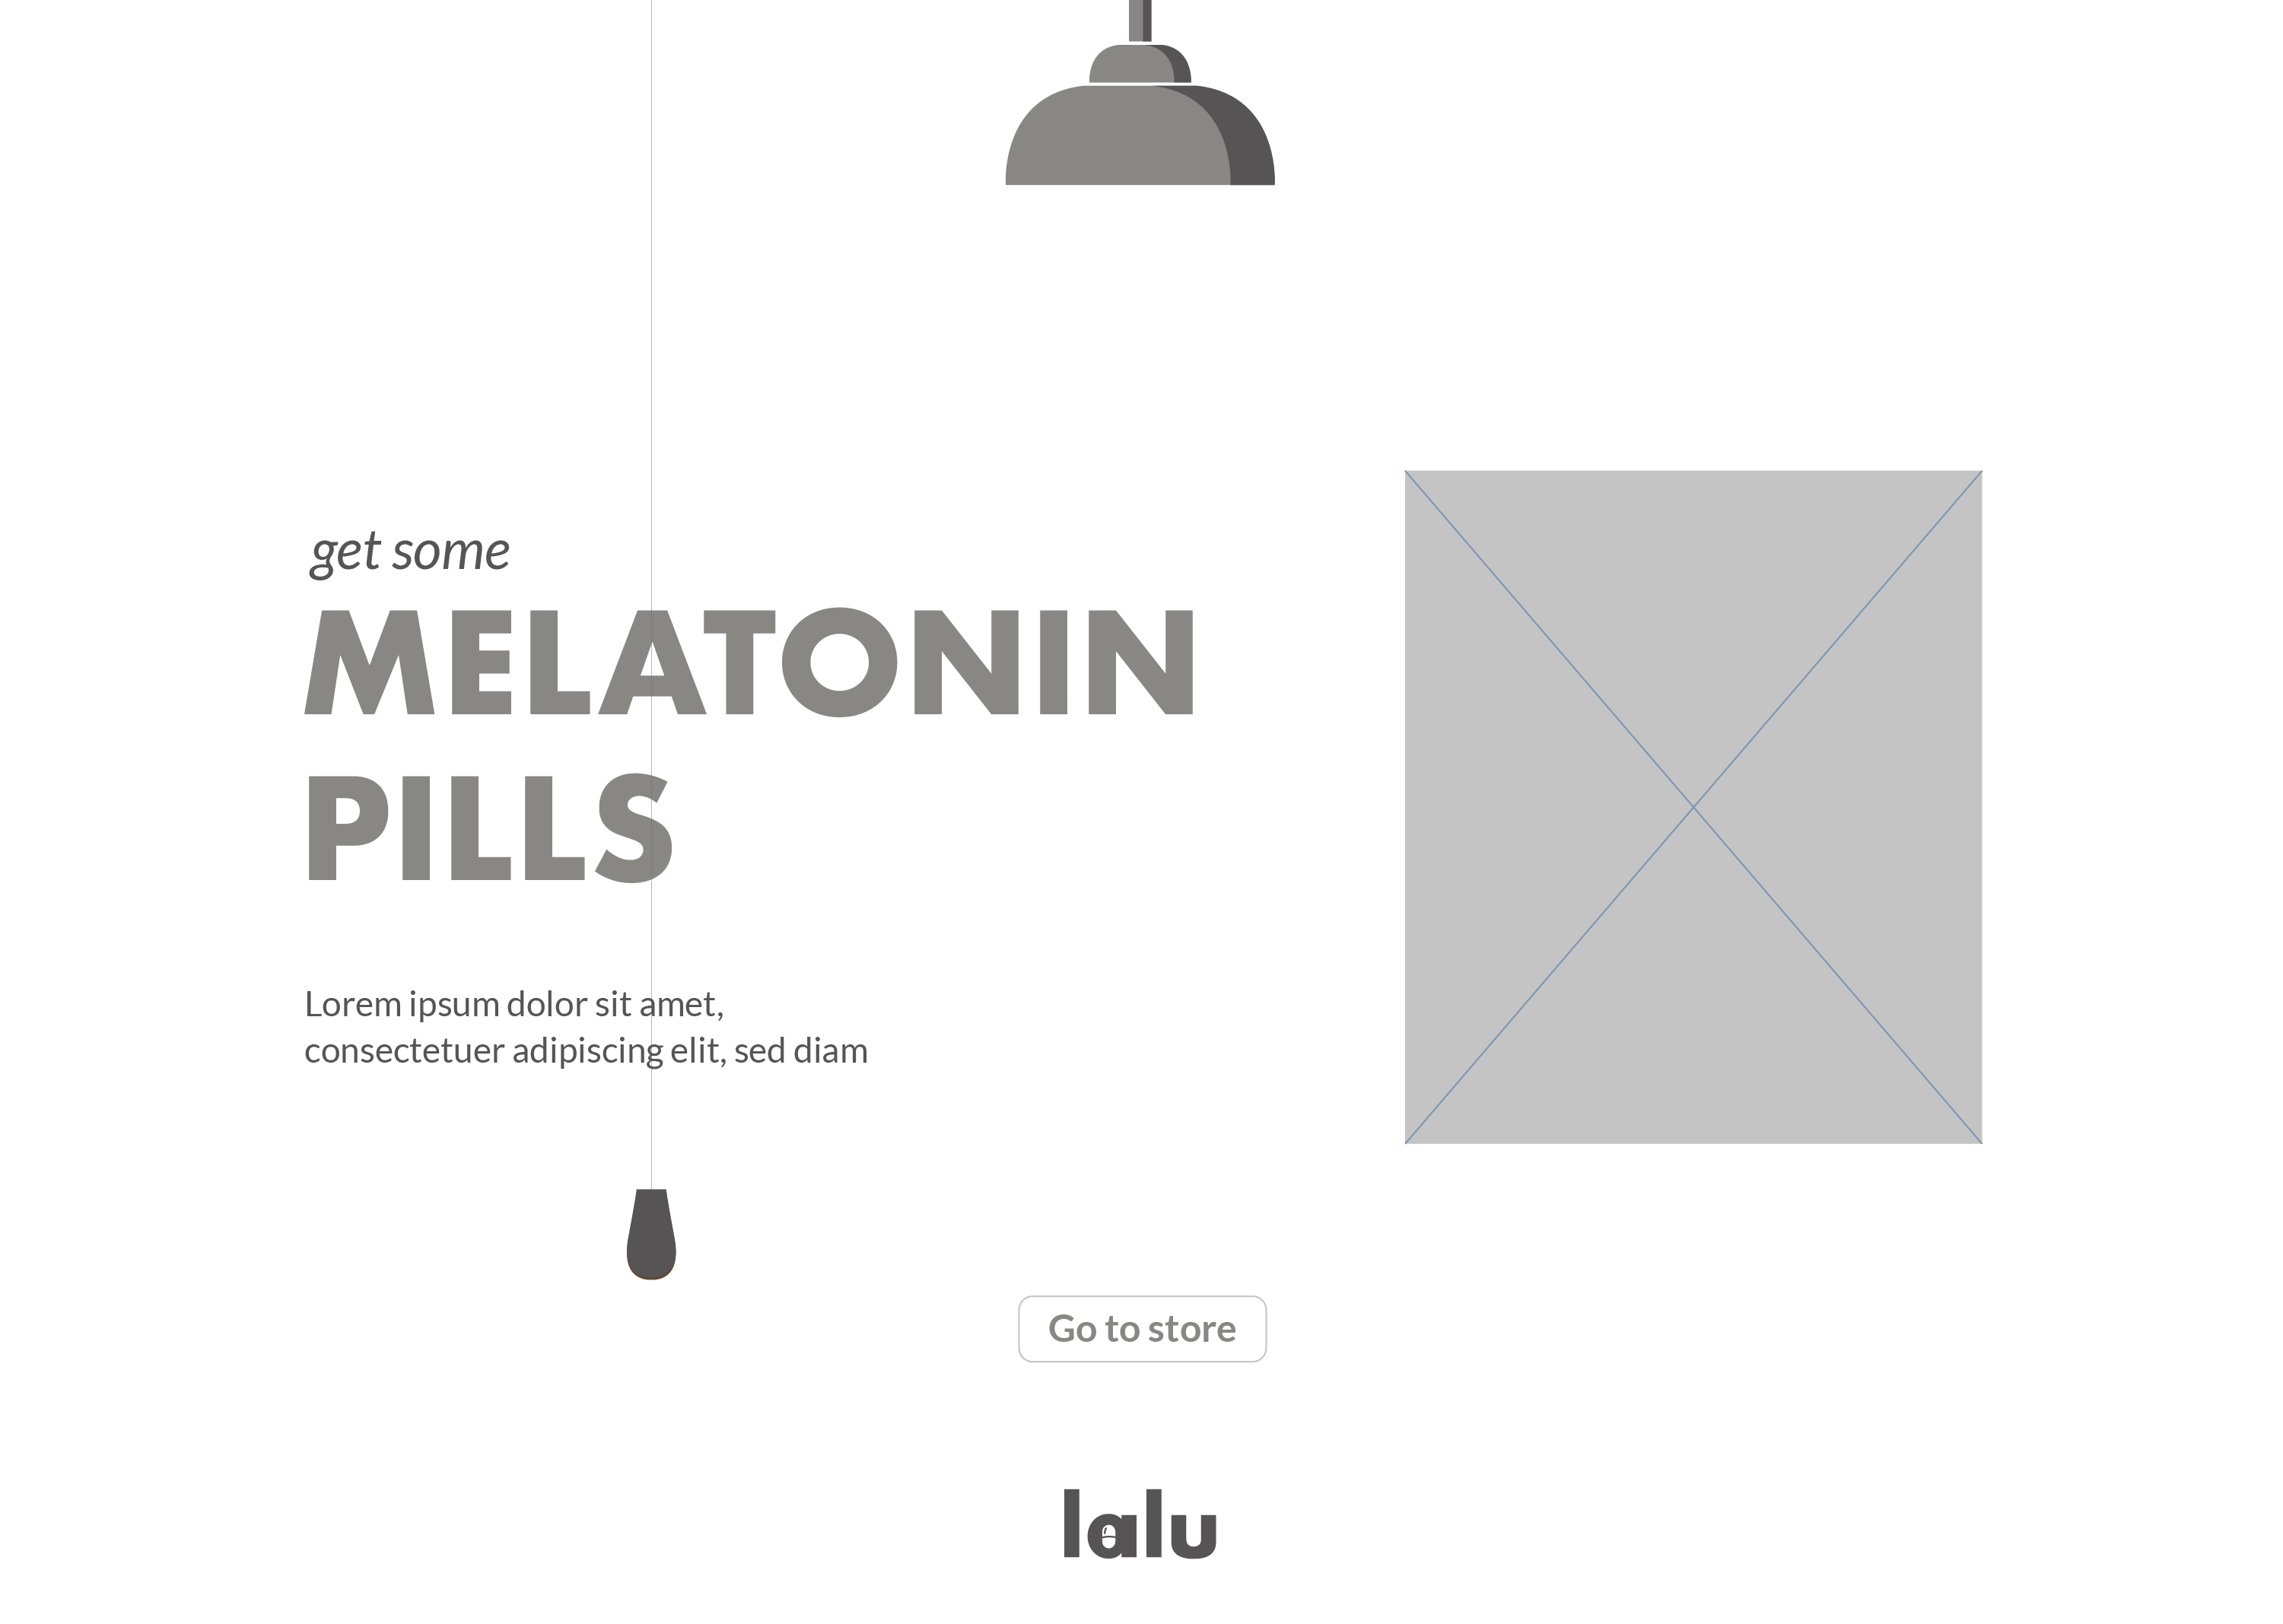 get some
MELATONIN
PILLS
Lorem ipsum dolor sit amet,
consectetuer adipiscing elit, sed diam
Go to store
lalu